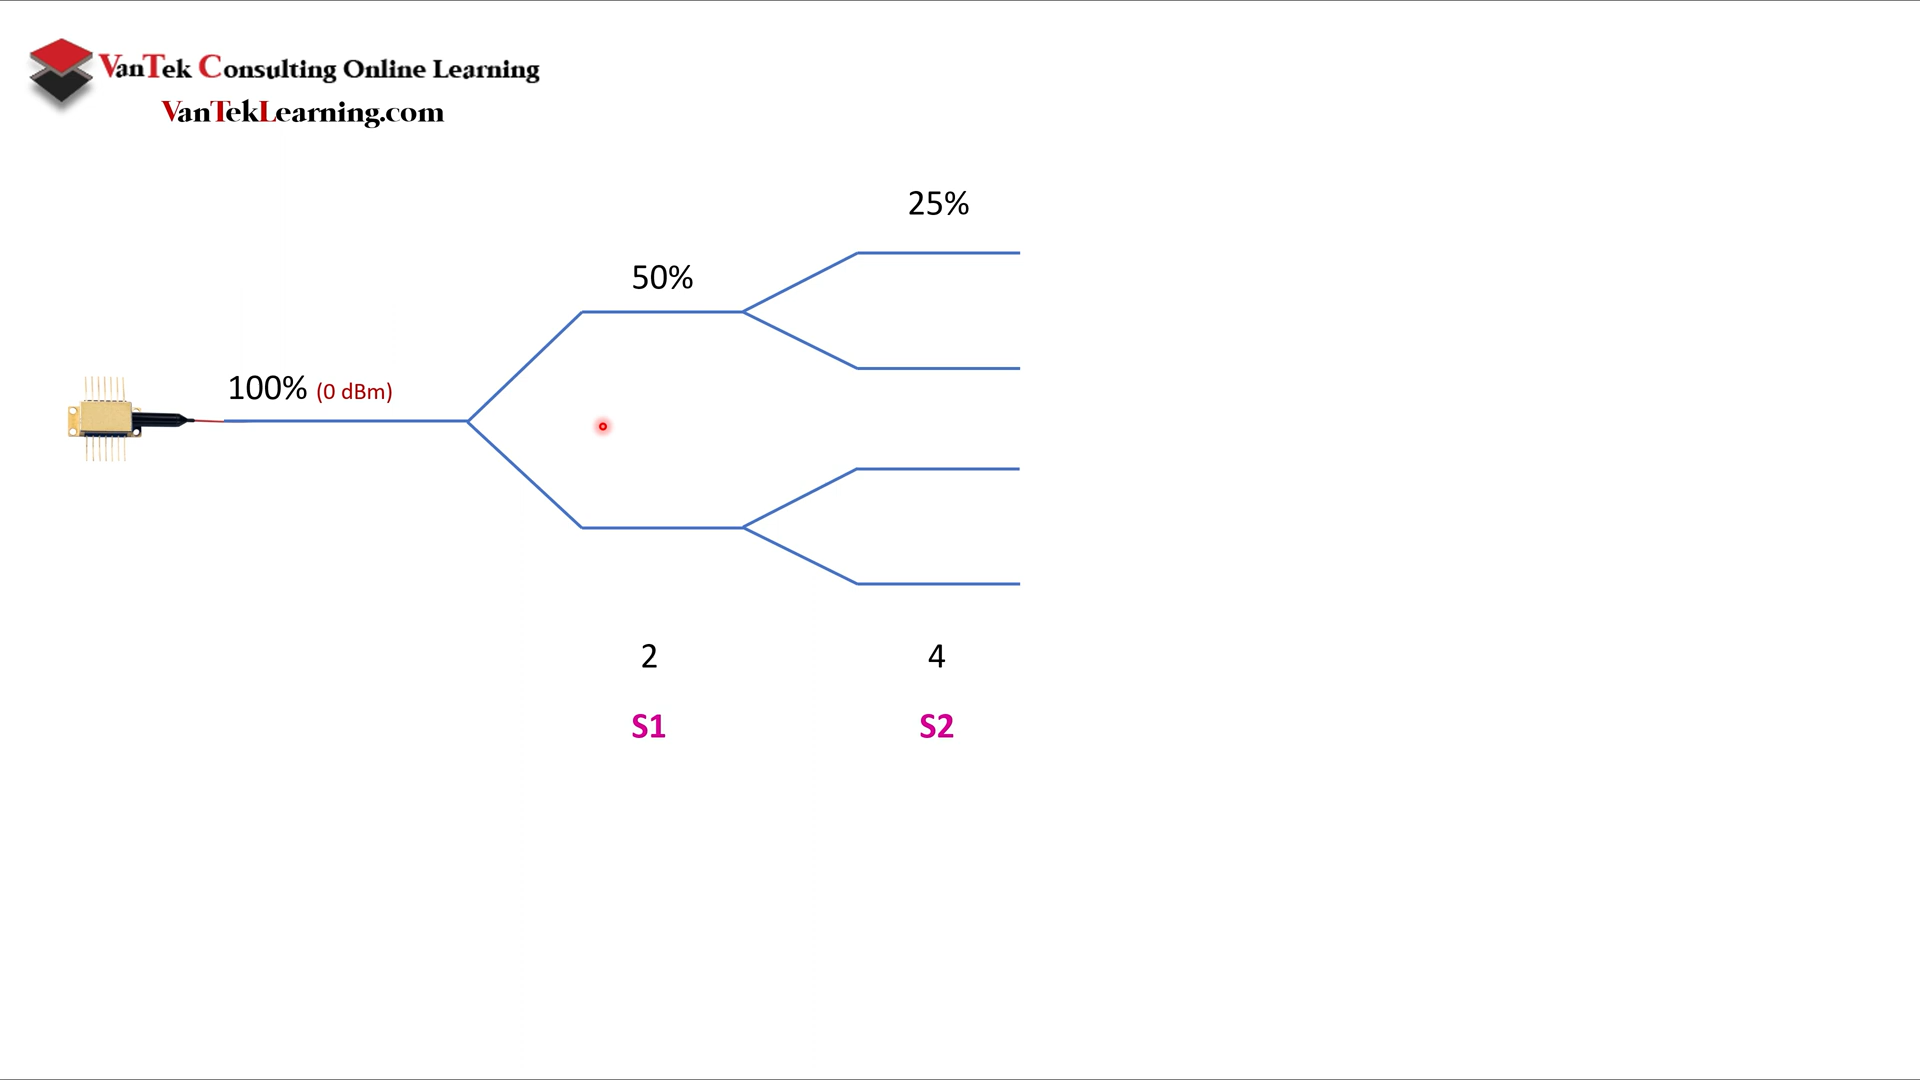 VanTek Consulting Online Learning
VanTekLearning.com
25%
50%
100% (0 dBm)
2 4
S1 S2